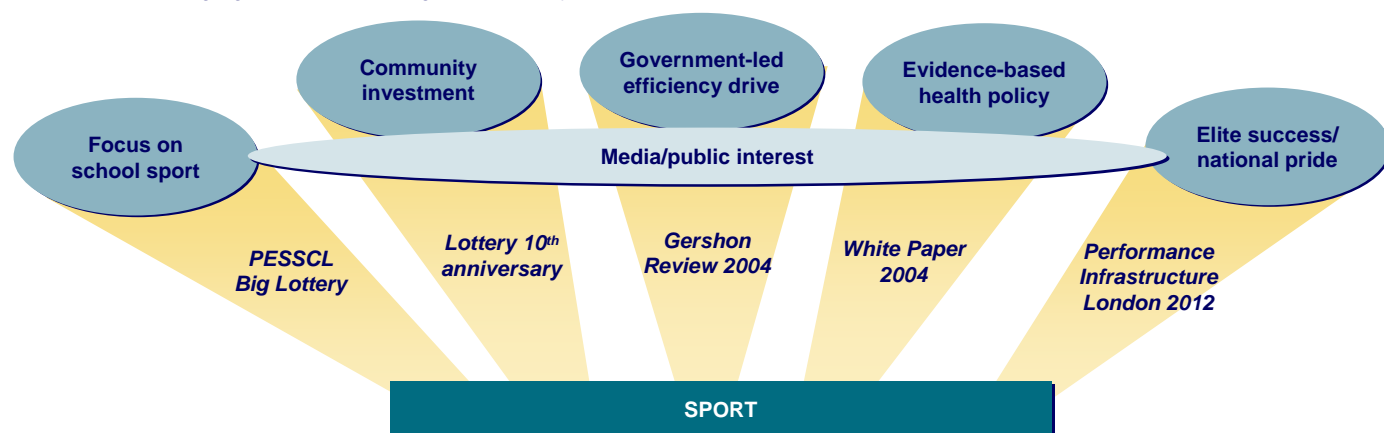 Community
investment
Government-led
efficiency drive
Evidence-based
health policy
Focus on
school sport
Media/public interest
Elite success/
national pride
PESSCL
Big Lottery
Lottery 10th
anniversary
Gershon
Review 2004
White Paper
2004
Performance
Infrastructure
London 2012
SPORT